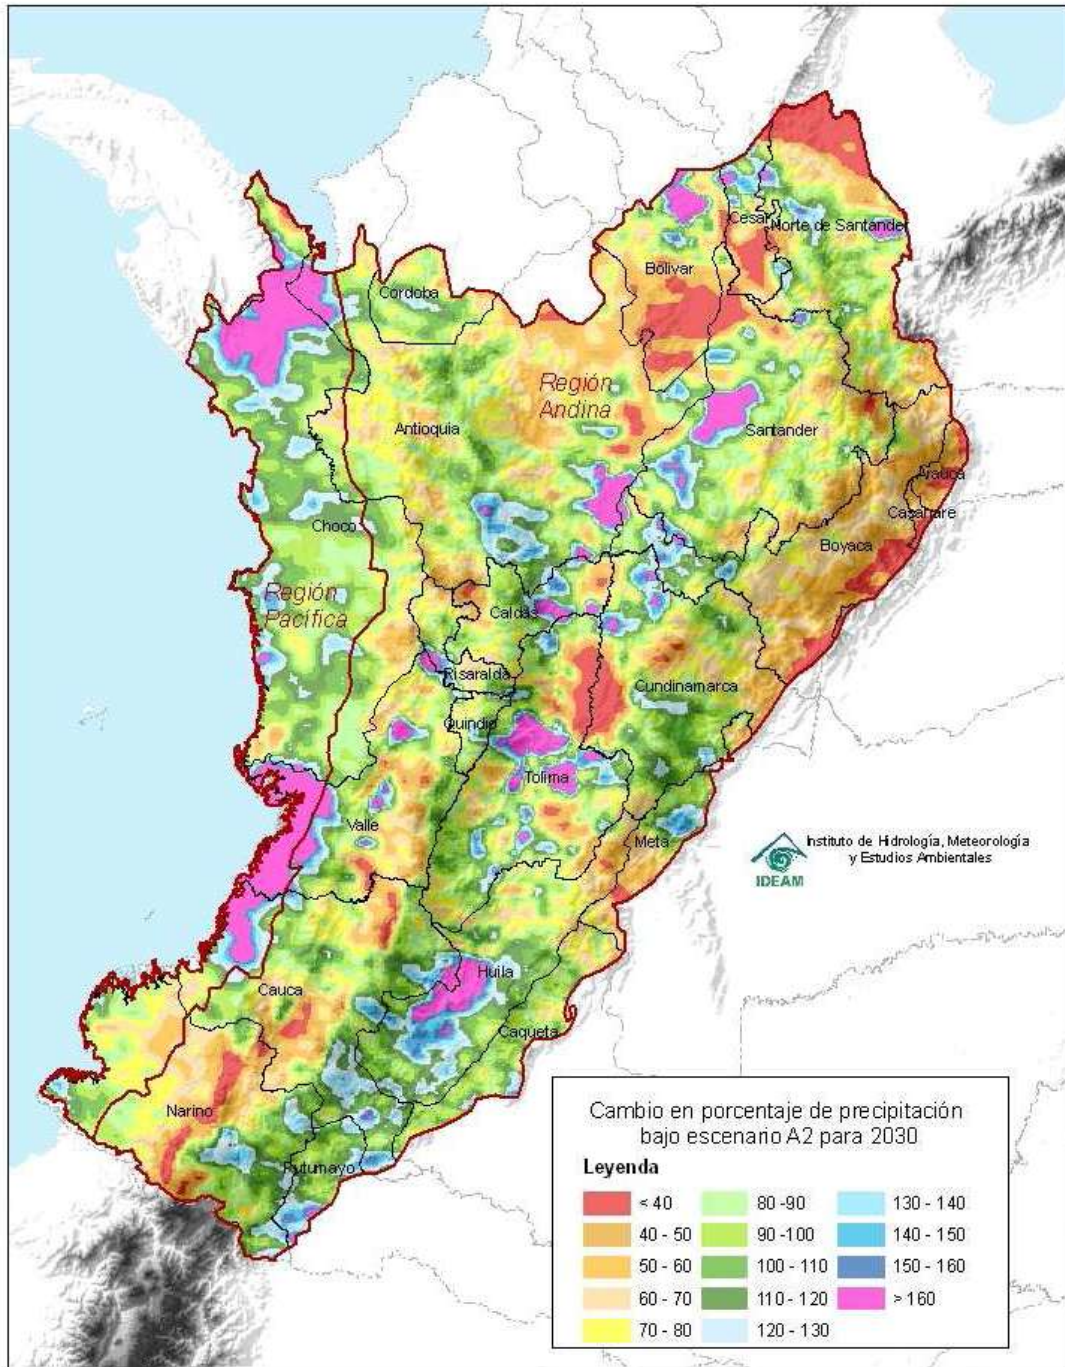 Cesar
Norte de Santander
Bolivar
Cordoba
Región
Andina
Antioquia
Santander
Arauca
Casanare
Choco
Boyaca
Región
Pacífica
Caldas
Risaralda
Cundinamarca
Quindio
Tolima
Valle
Meta
Instituto de Hidrología, Meteorología
y Estudios Ambientales
IDEAM
Huila
Cauca
Caqueta
Narino
Putumayo
Cambio en porcentaje de precipitación
bajo escenario A2 para 2030
Leyenda
< 40
40 - 50
50 - 60
60 - 70
70 - 80
80 -90
90 -100
100 - 110
110 - 120
120 - 130
130 - 140
140 - 150
150 - 160
> 160